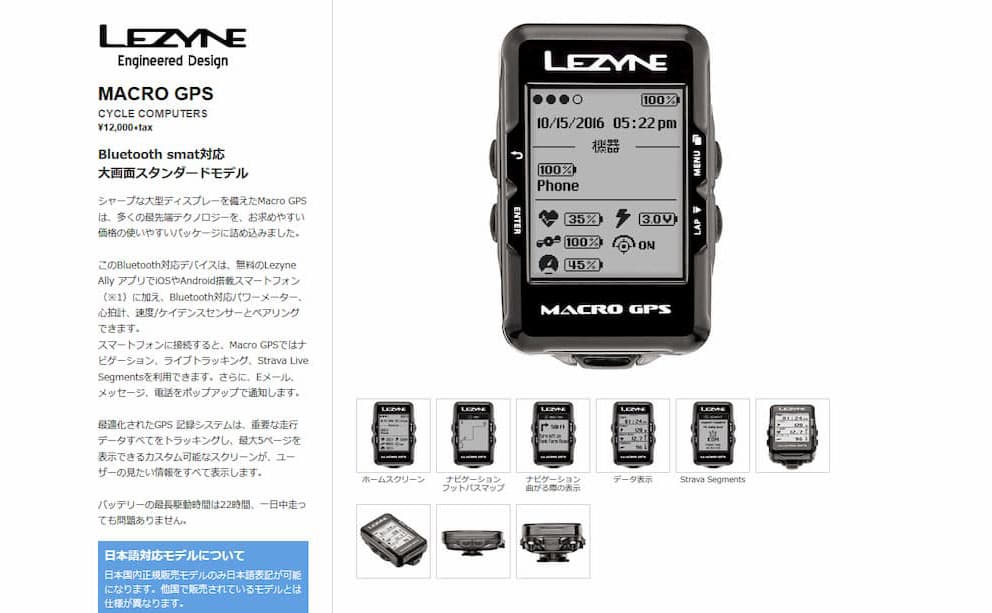 LEZYNE
Engineered Design
MACRO GPS
CYCLE COMPUTERS
¥12,000+tax
Bluetooth smat対応
大画面スタンダードモデル
シャープな大型ディスプレーを備えたMacro GPS
は、多くの最先端テクノロジーを、お求めやすい
価格の使いやすいパッケージに詰め込みました。
このBluetooth対応デバイスは、無料のLezyne
Ally アプリでiOSやAndroid搭載スマートフォン
（※1）に加え、Bluetooth対応パワーメーター、
心拍計、速度/ケイデンスセンサーとペアリング
できます。
スマートフォンに接続すると、Macro GPSではナ
ビゲーション、ライブトラッキング、Strava Live
Segmentsを利用できます。さらに、Eメール、
メッセージ、電話をポップアップで通知します。
最適化されたGPS 記録システムは、重要な走行
データすべてをトラッキングし、最大5ページを
表示できるカスタム可能なスクリーンが、ユー
ザーの見たい情報をすべて表示します。
バッテリーの最長駆動時間は22時間、一日中走っ
ても問題ありません。
日本語対応モデルについて
日本国内正規販売モデルのみ日本語表記が可能
になります。他国で販売されているモデルとは
仕様が異なります。
LEZYNE
100%
10/15/2016 05:22pm
機器
100%
Phone
35% 3.0V
100% ON
45%
MENU
LAP
ENTER
MACRO GPS
ホームスクリーン
ナビゲーション
フットパスマップ
ナビゲーション
曲がる際の表示
データ表示
Strava Segments